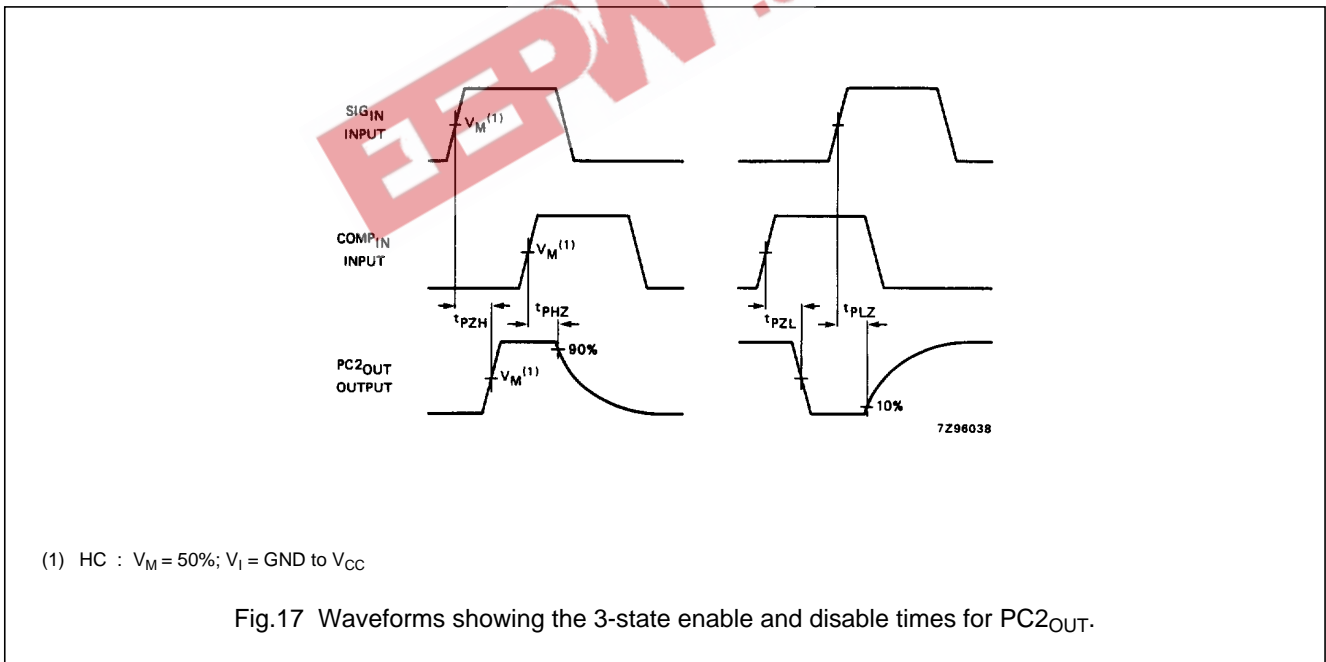 EEPW
SIGIN
INPUT
VM(1)
COMPIN
INPUT
VM(1)
tPZH
tPHZ
tPZL
tPLZ
PC2OUT
OUTPUT
VM(1)
90%
10%
7Z96038
(1) HC : VM = 50%; VI = GND to VCC
Fig.17 Waveforms showing the 3-state enable and disable times for PC2OUT.